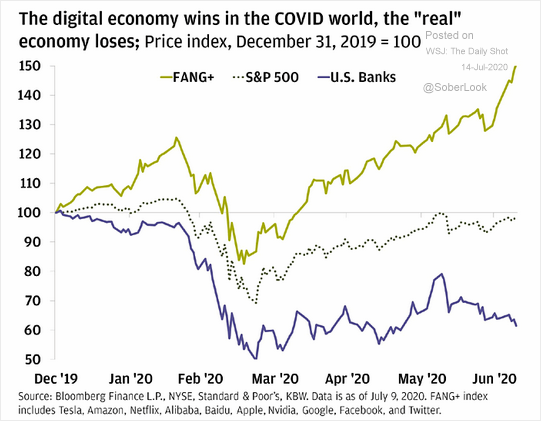 The digital economy wins in the COVID world, the "real"
economy loses; Price index, December 31, 2019 = 100
Posted on
WSJ: The Daily Shot
14-Jul-2020
@SoberLook
FANG+ S&P 500 U.S. Banks
150
140
130
120
110
100
90
80
70
60
50
Dec '19 Jan '20 Feb '20 Mar '20 Apr '20 May '20 Jun '20
Source: Bloomberg Finance L.P., NYSE, Standard & Poor's, KBW. Data is as of July 9, 2020. FANG+ index
includes Tesla, Amazon, Netflix, Alibaba, Baidu, Apple, Nvidia, Google, Facebook, and Twitter.